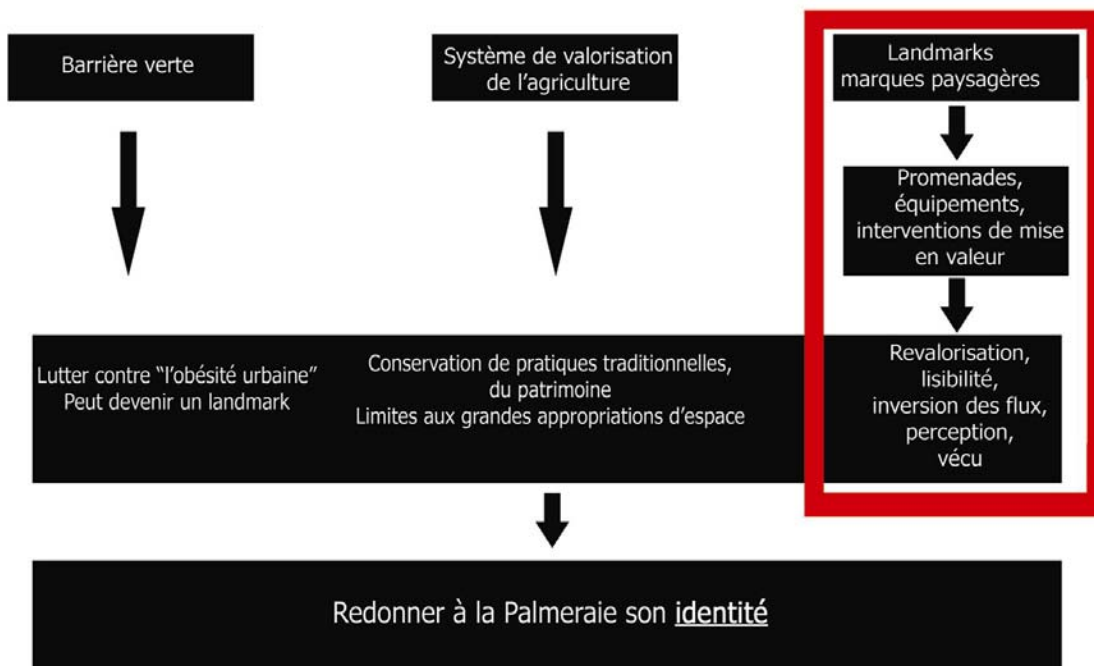 Barrière verte
Système de valorisation
de l'agriculture
Landmarks
marques paysagères
Promenades,
équipements,
interventions de mise
en valeur
Lutter contre “l'obésité urbaine”
Peut devenir un landmark
Conservation de pratiques traditionnelles,
du patrimoine
Limites aux grandes appropriations d'espace
Revalorisation,
lisibilité,
inversion des flux,
perception,
vécu
Redonner à la Palmeraie son identité